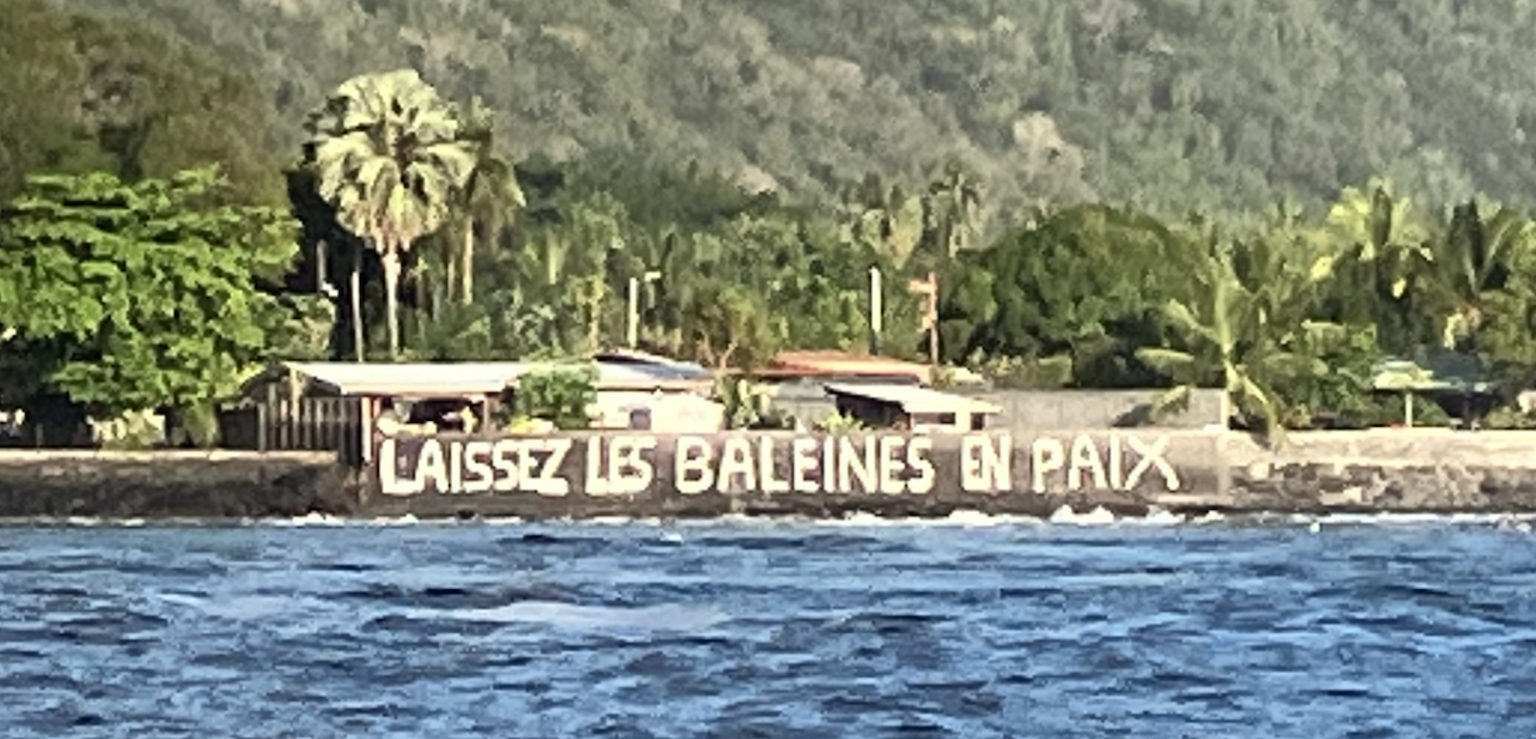 LAISSEZ LES BALEINES EN PAIX